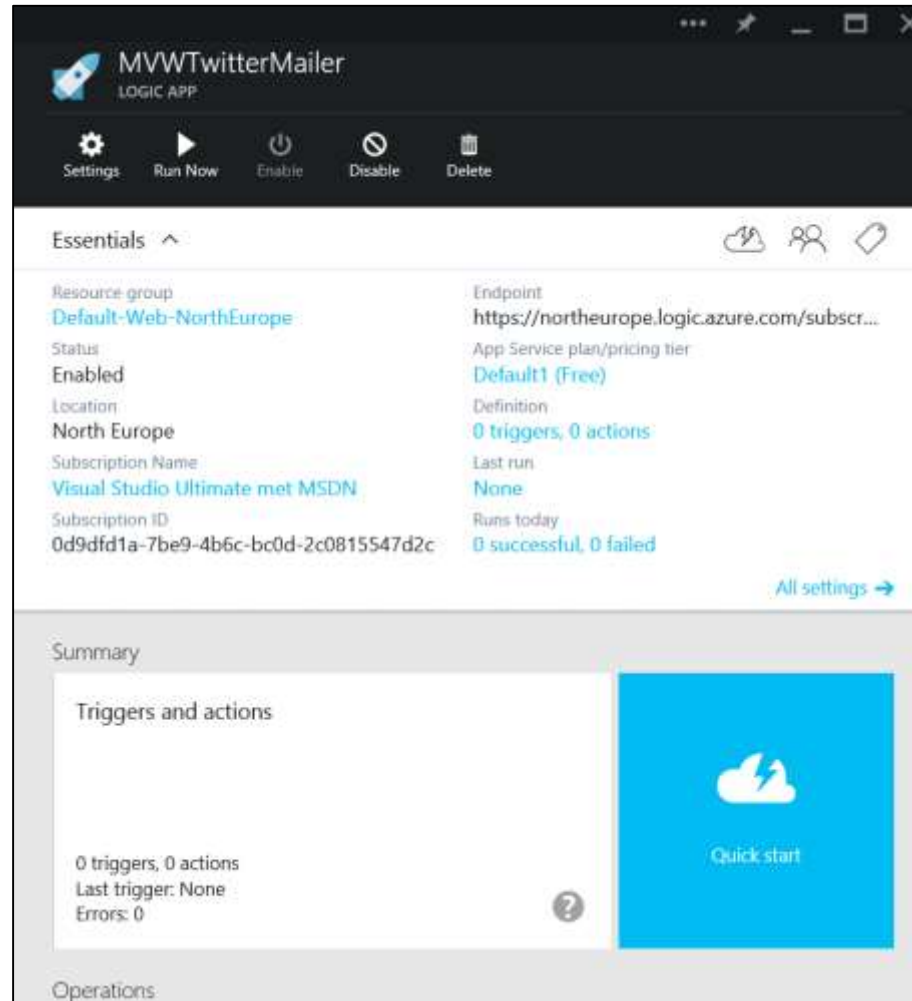 MVWTwitterMailer
LOGIC APP
Settings
Run Now
Enable
Disable
Delete
Essentials
Resource group
Default-Web-NorthEurope
Status
Enabled
Location
North Europe
Subscription Name
Visual Studio Ultimate met MSDN
Subscription ID
0d9dfd1a-7be9-4b6c-bc0d-2c0815547d2c
Endpoint
https://northeurope.logic.azure.com/subscr...
App Service plan/pricing tier
Default1 (Free)
Definition
0 triggers, 0 actions
Last run
None
Runs today
0 successful, 0 failed
All settings
Summary
Triggers and actions
0 triggers, 0 actions
Last trigger: None
Errors: 0
?
Quick start
Operations